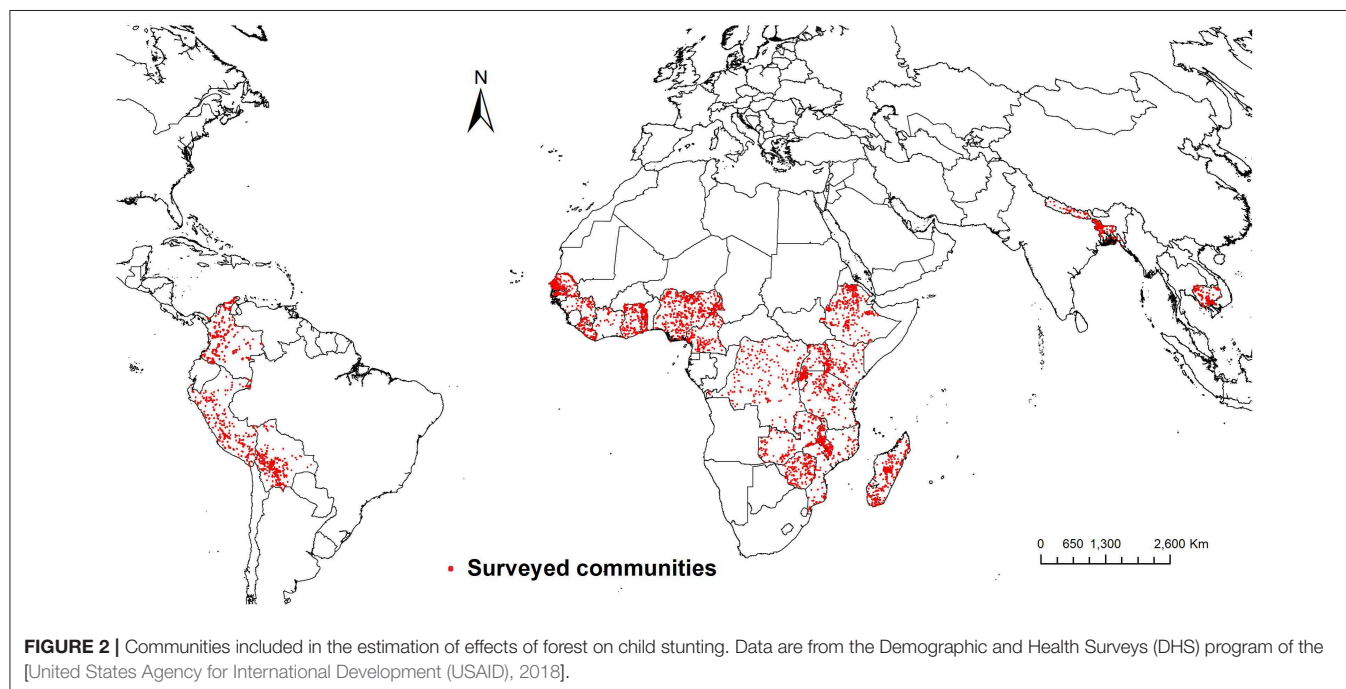 N
0 650 1,300 2,600 Km
Surveyed communities
FIGURE 2 | Communities included in the estimation of effects of forest on child stunting. Data are from the Demographic and Health Surveys (DHS) program of the
[United States Agency for International Development (USAID), 2018].